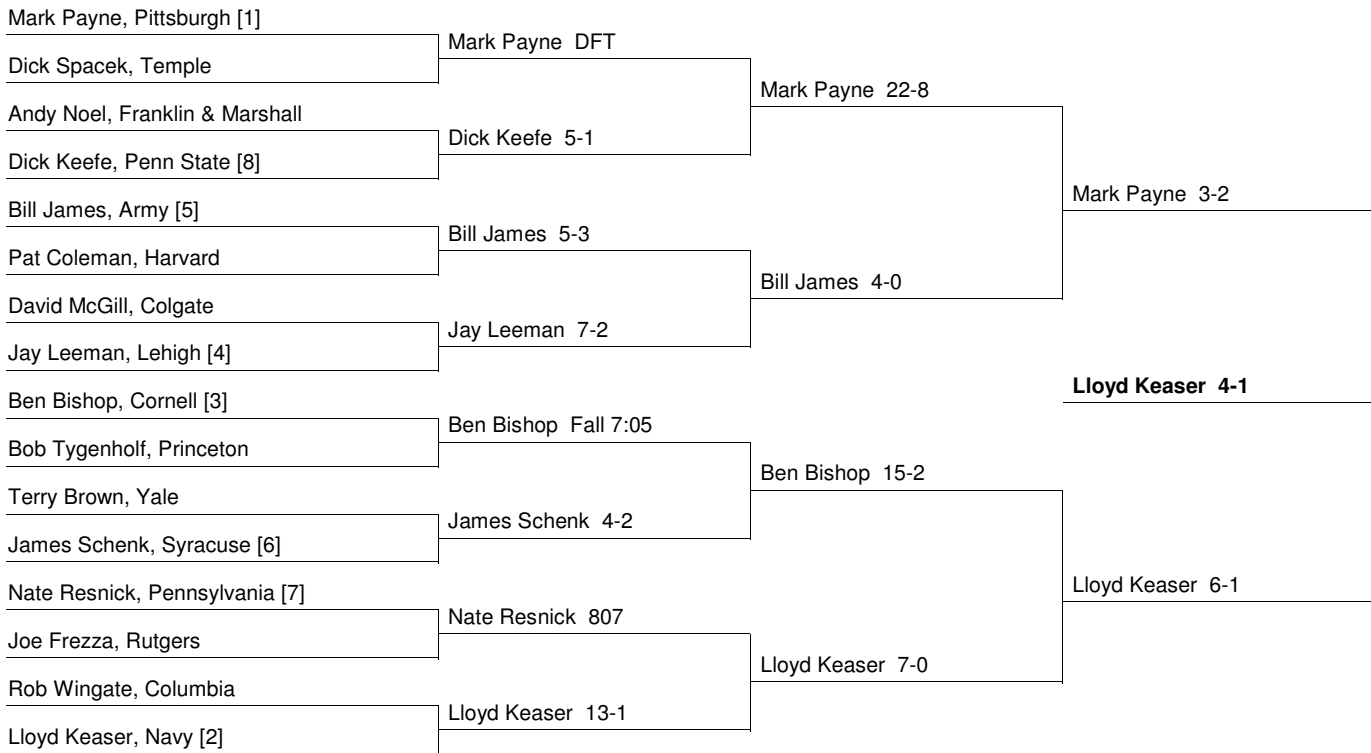 Mark Payne, Pittsburgh [1]
Dick Spacek, Temple
Andy Noel, Franklin & Marshall
Dick Keefe, Penn State [8]
Bill James, Army [5]
Pat Coleman, Harvard
David McGill, Colgate
Jay Leeman, Lehigh [4]
Ben Bishop, Cornell [3]
Bob Tygenholf, Princeton
Terry Brown, Yale
James Schenk, Syracuse [6]
Nate Resnick, Pennsylvania [7]
Joe Frezza, Rutgers
Rob Wingate, Columbia
Lloyd Keaser, Navy [2]
Mark Payne DFT
Dick Keefe 5-1
Bill James 5-3
Jay Leeman 7-2
Ben Bishop Fall 7:05
James Schenk 4-2
Nate Resnick 807
Lloyd Keaser 13-1
Mark Payne 22-8
Bill James 4-0
Ben Bishop 15-2
Lloyd Keaser 7-0
Mark Payne 3-2
Lloyd Keaser 4-1
Lloyd Keaser 6-1